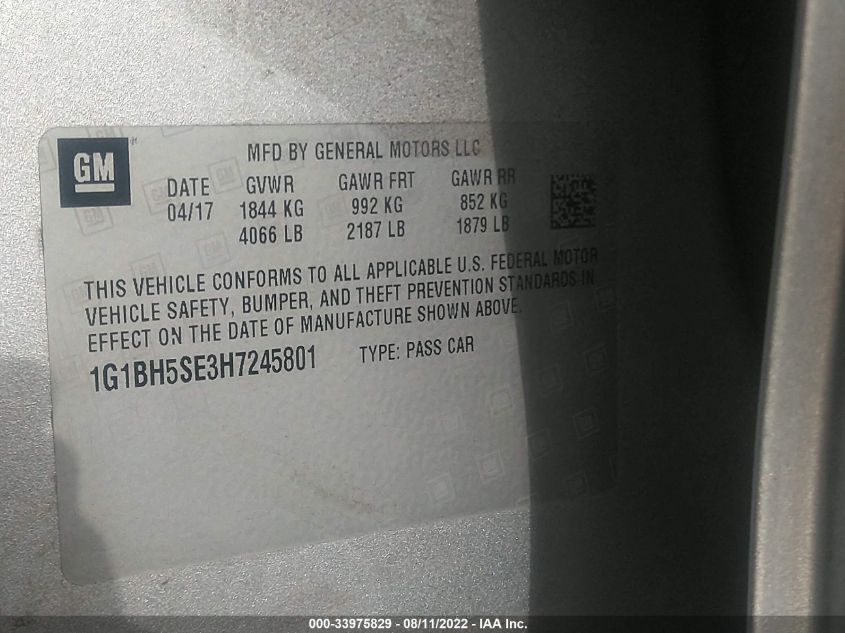 GM
MFD BY GENERAL MOTORS LLC
DATE GVWR GAWR FRT GAWR RR
04/17 1844 KG 992 KG 852 KG
4066 LB 2187 LB 1879 LB
THIS VEHICLE CONFORMS TO ALL APPLICABLE U.S. FEDERAL MOTOR
VEHICLE SAFETY, BUMPER, AND THEFT PREVENTION STANDARDS IN
EFFECT ON THE DATE OF MANUFACTURE SHOWN ABOVE.
1G1BH5SE3H7245801 TYPE: PASS CAR
000-33975829 - 08/11/2022 - IAA Inc.